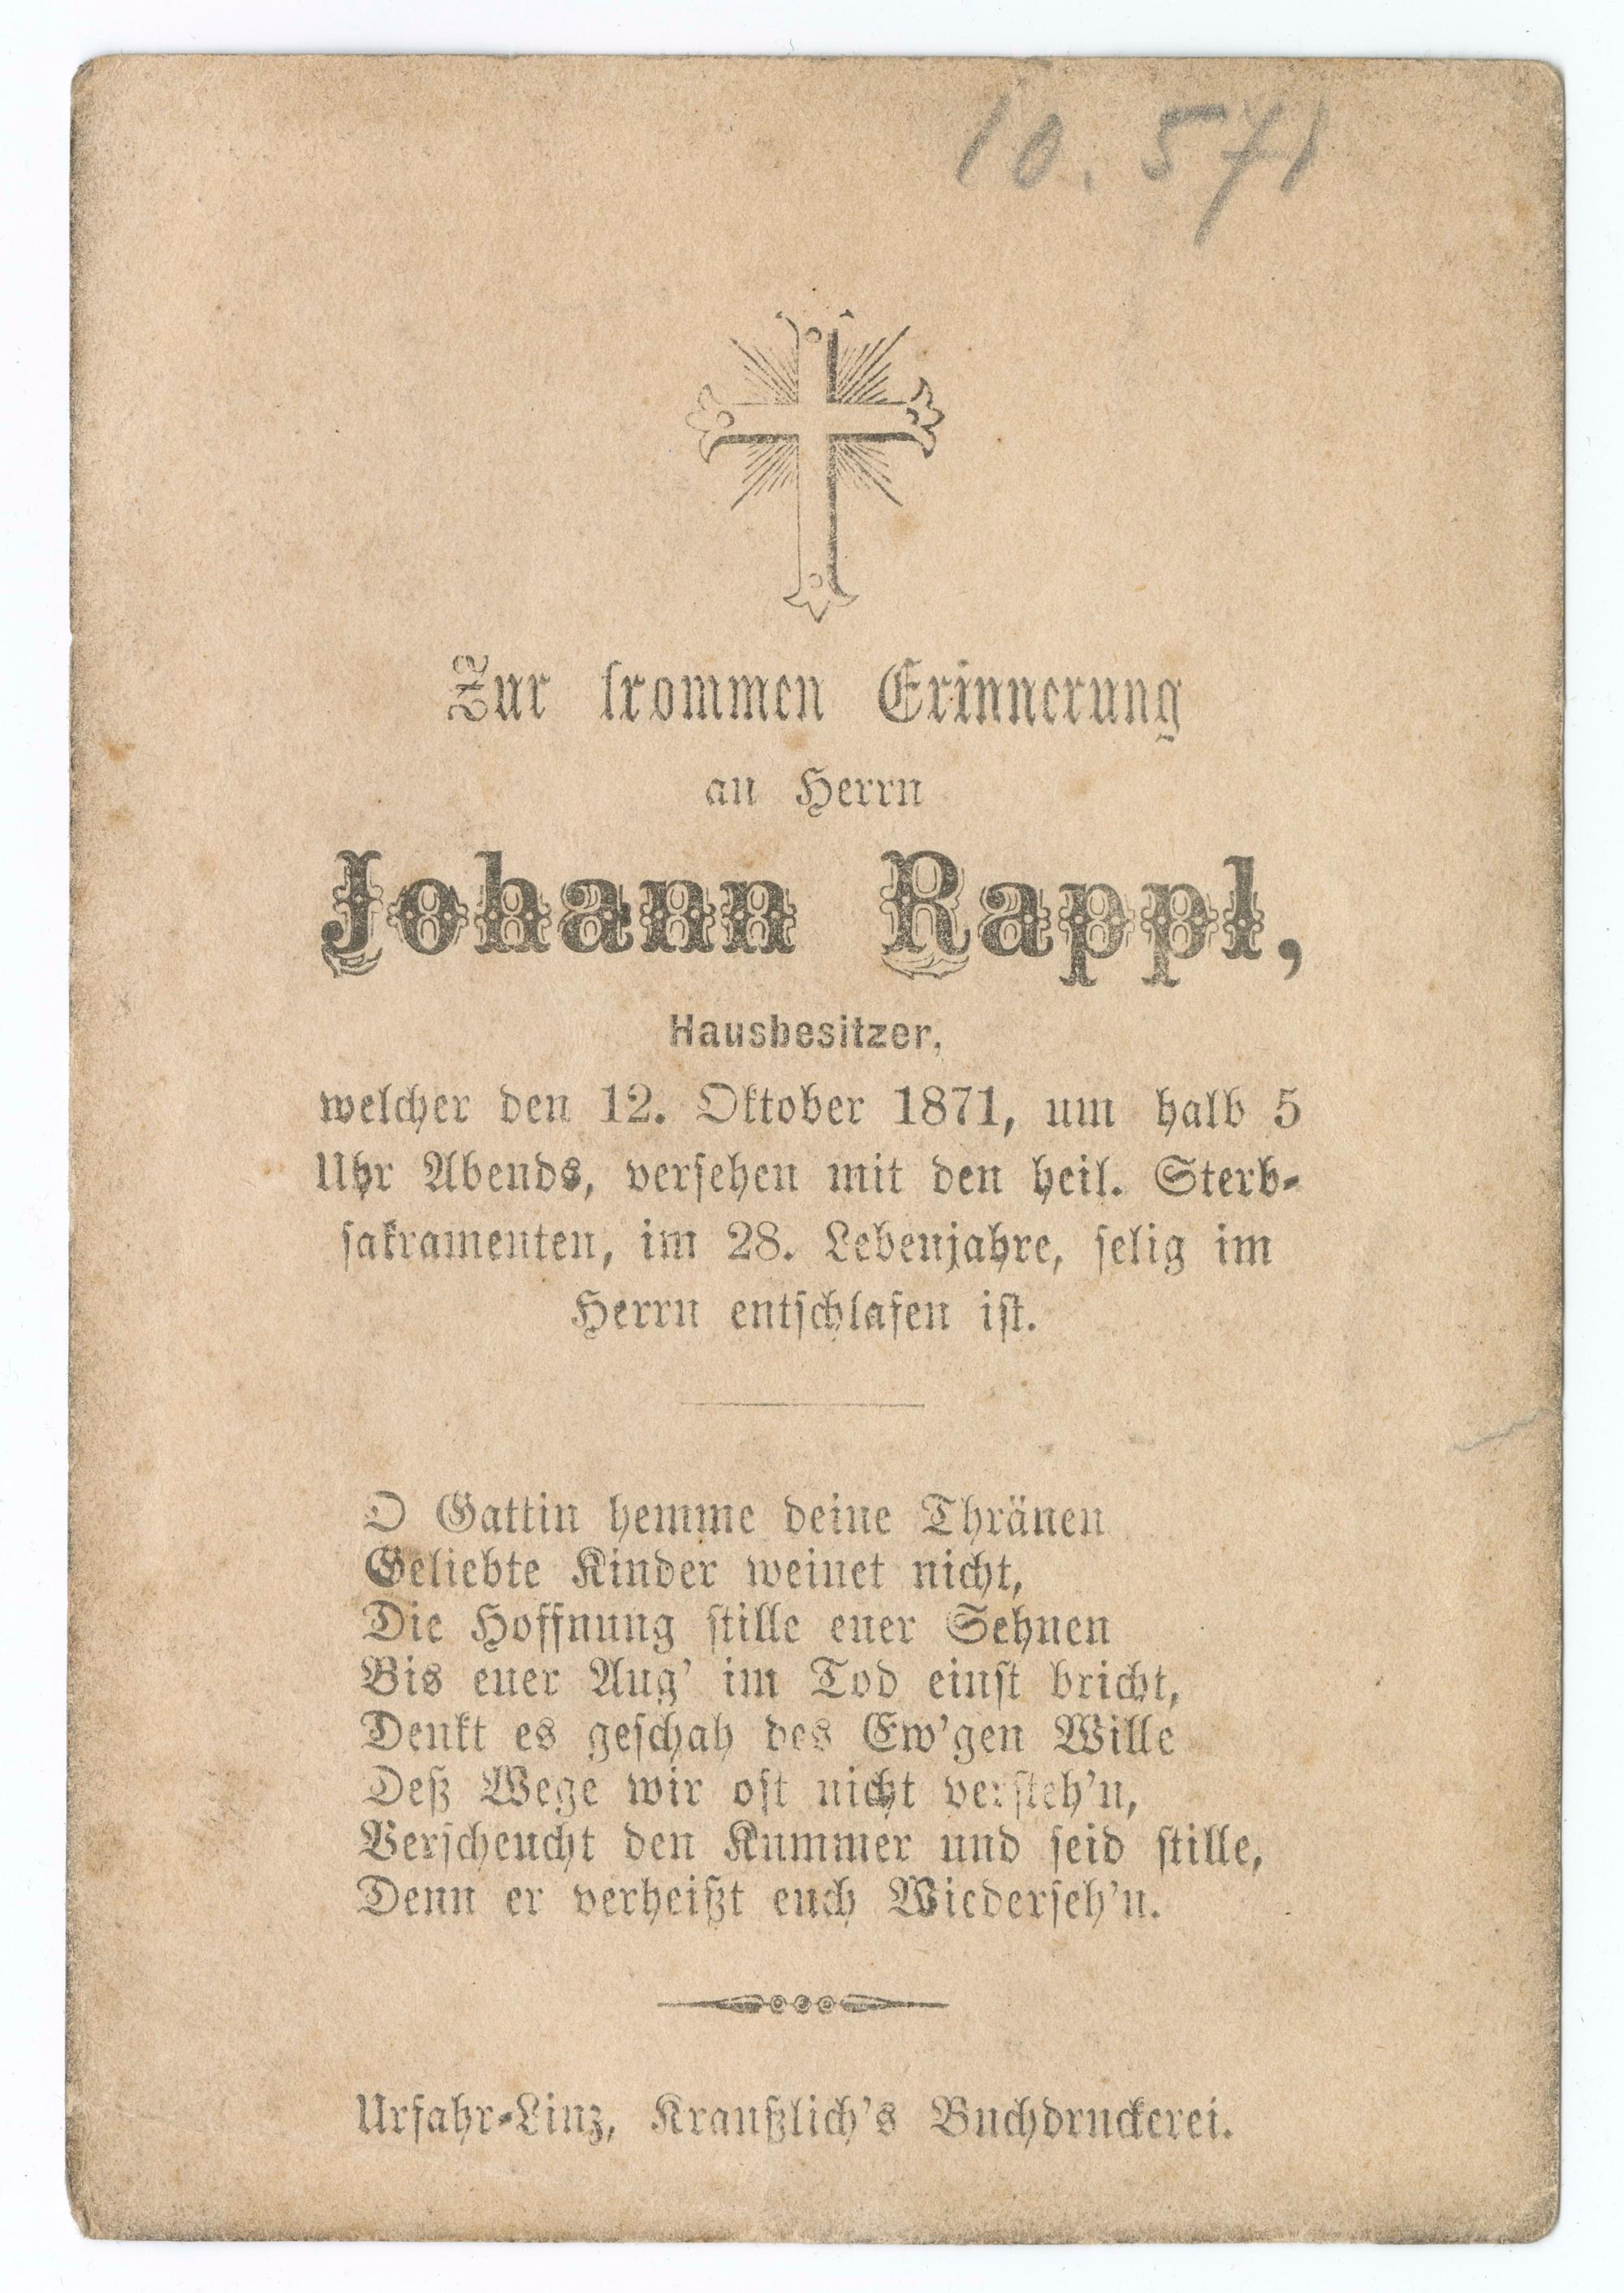 10.571
Zur frommen Erinnerung
an Herrn
Johann Rappl,
Hausbesitzer,
welcher den 12. Oktober 1871, um halb 5
Uhr Abends, versehen mit den heil. Sterb-
sakramenten, im 28. Lebenjahre, selig im
Herrn entschlafen ist.
O Gattin hemme deine Thränen
Geliebte Kinder weinet nicht,
Die Hoffnung stille euer Sehnen
Bis euer Aug' im Tod einst bricht,
Denkt es geschah des Ew'gen Wille
Deß Wege wir oft nicht versteh'n,
Verscheucht den Kummer und seid stille,
Denn er verheißt euch Wiederseh'n.
Urfahr-Linz, Kraußlich's Buchdruckerei.